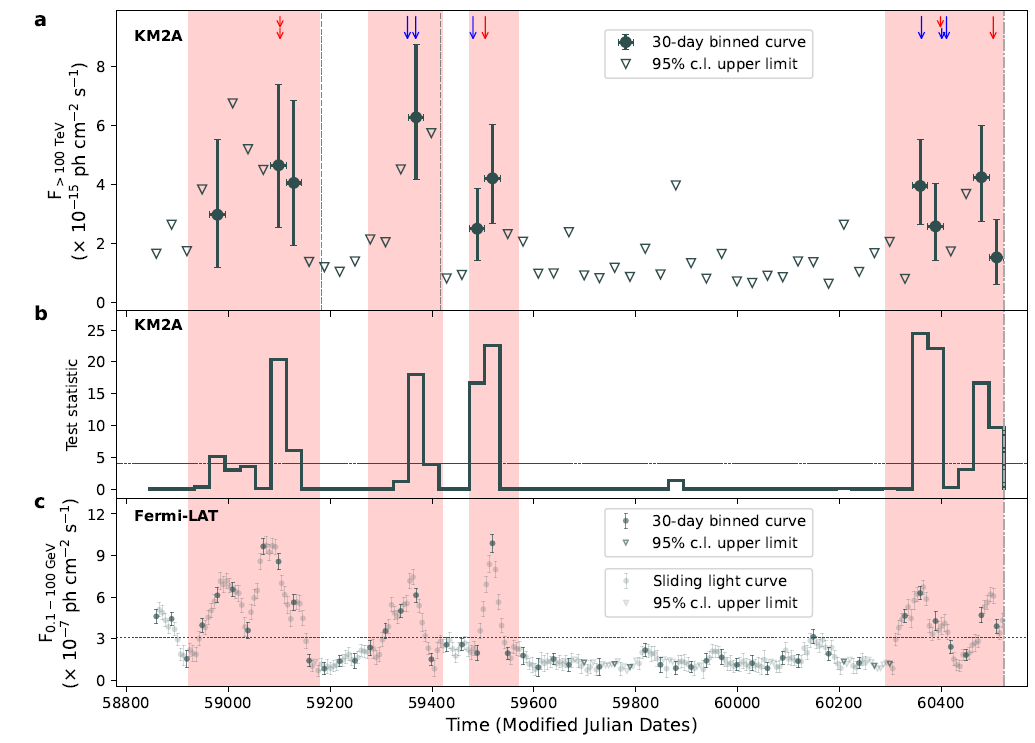 a
KM2A
30-day binned curve
95% c.l. upper limit
8
6
4
2
0
F > 100 TeV
(× 10⁻¹⁵ ph cm⁻² s⁻¹)
b
KM2A
25
20
15
10
5
0
Test statistic
c
Fermi-LAT
30-day binned curve
95% c.l. upper limit
Sliding light curve
95% c.l. upper limit
12
9
6
3
0
F 0.1 − 100 GeV
(× 10⁻⁷ ph cm⁻² s⁻¹)
58800 59000 59200 59400 59600 59800 60000 60200 60400
Time (Modified Julian Dates)